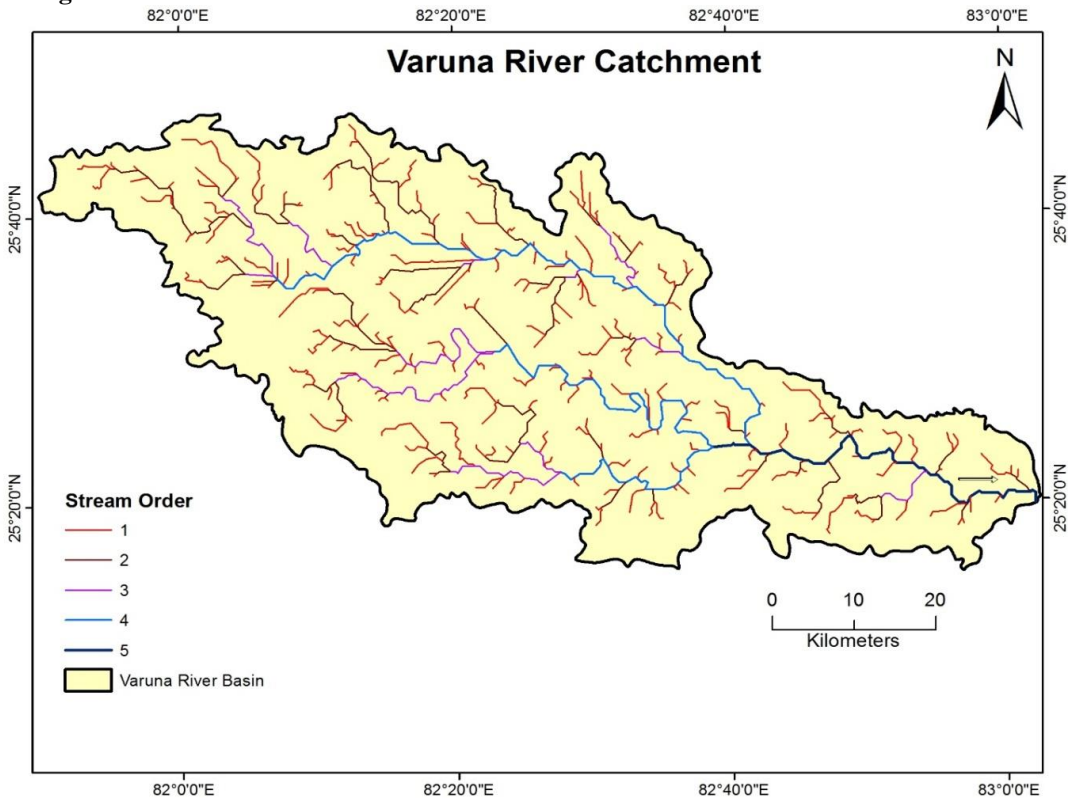 82°0'0"E 82°20'0"E 82°40'0"E 83°0'0"E
Varuna River Catchment
N
25°40'0"N 25°40'0"N
25°20'0"N 25°20'0"N
Stream Order
1
2
3
4
5
Varuna River Basin
0 10 20
Kilometers
82°0'0"E 82°20'0"E 82°40'0"E 83°0'0"E